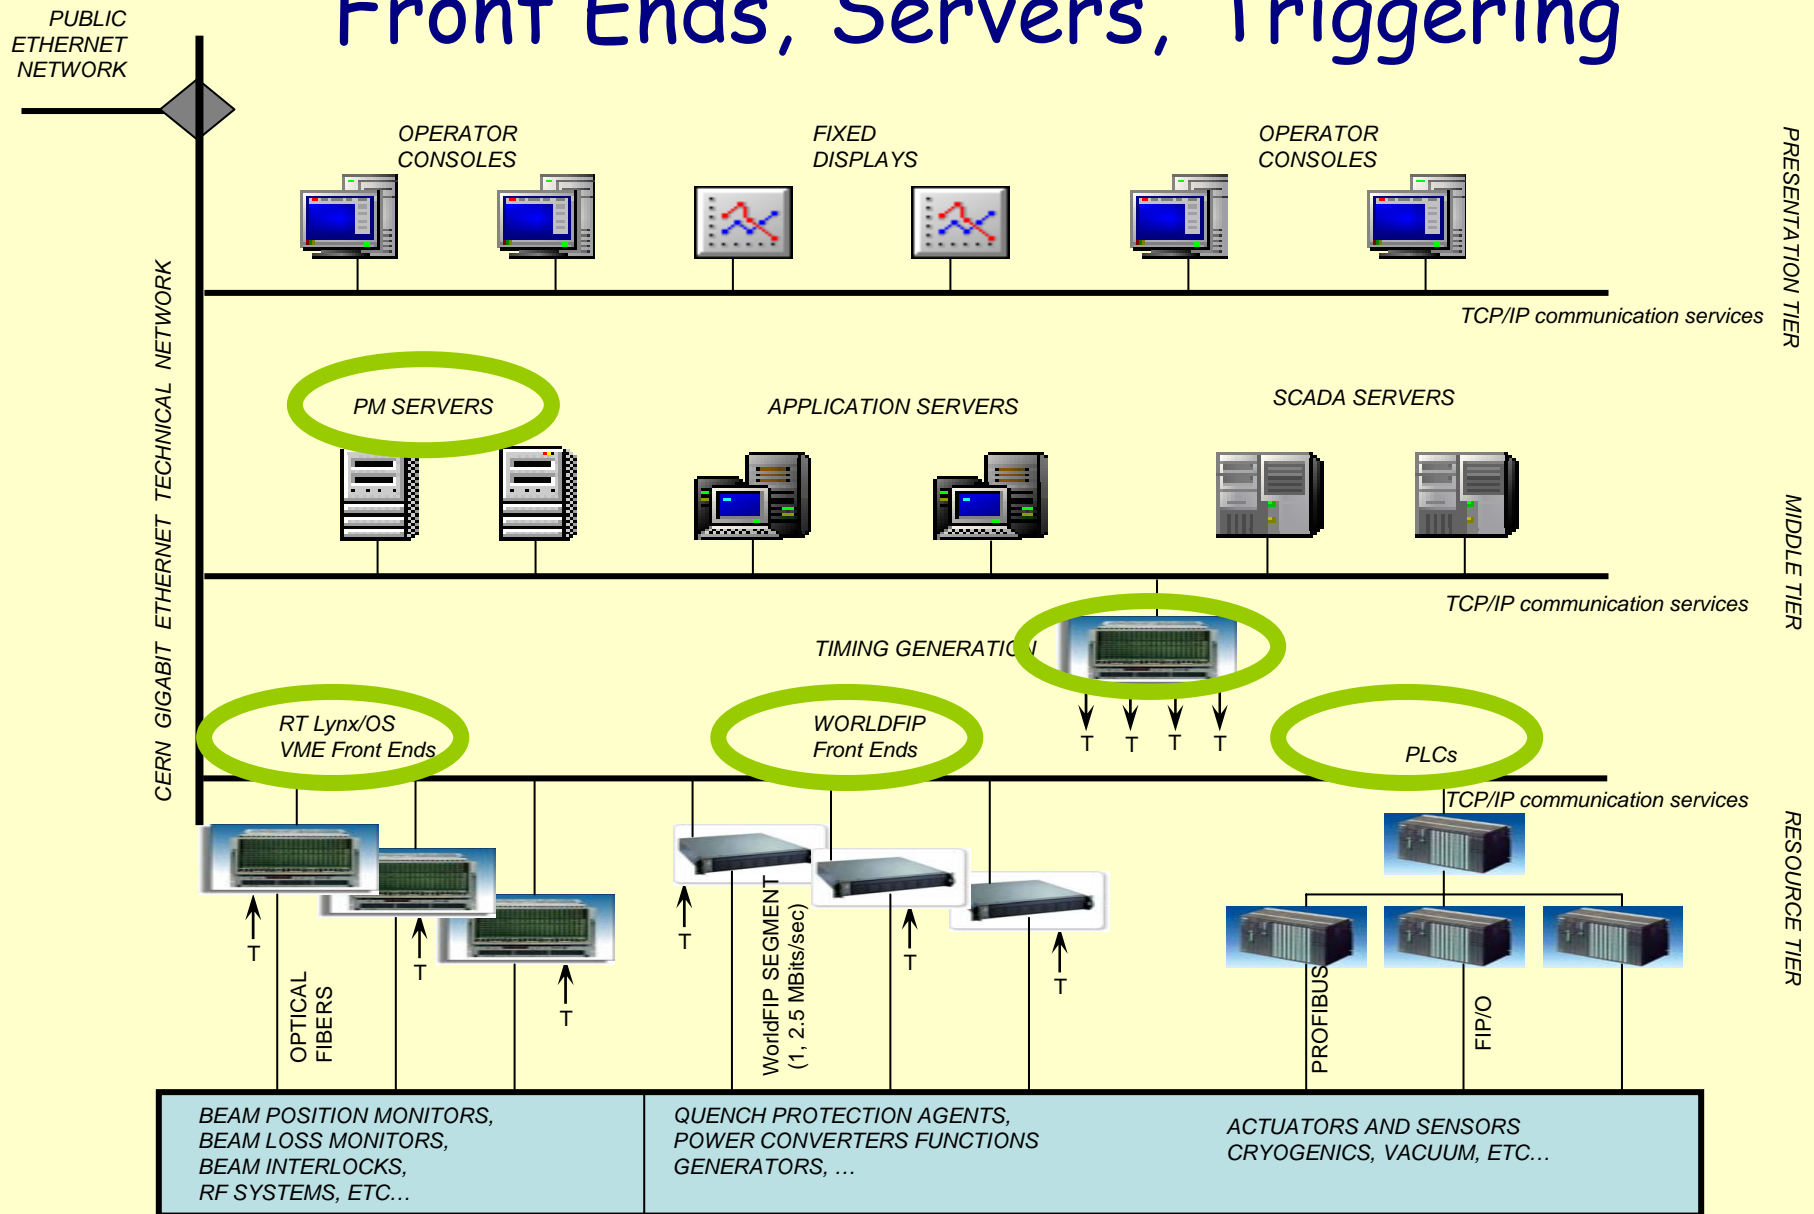 Front Ends, Servers, Triggering
PUBLIC
ETHERNET
NETWORK
OPERATOR
CONSOLES
FIXED
DISPLAYS
OPERATOR
CONSOLES
PRESENTATION TIER
TCP/IP communication services
CERN GIGABIT ETHERNET TECHNICAL NETWORK
PM SERVERS
APPLICATION SERVERS
SCADA SERVERS
MIDDLE TIER
TCP/IP communication services
TIMING GENERATION
T
T
T
T
RT Lynx/OS
VME Front Ends
WORLDFIP
Front Ends
PLCs
TCP/IP communication services
RESOURCE TIER
T
T
T
T
T
T
OPTICAL
FIBERS
WorldFIP SEGMENT
(1, 2.5 MBits/sec)
PROFIBUS
FIP/O
BEAM POSITION MONITORS,
BEAM LOSS MONITORS,
BEAM INTERLOCKS,
RF SYSTEMS, ETC…
QUENCH PROTECTION AGENTS,
POWER CONVERTERS FUNCTIONS
GENERATORS, …
ACTUATORS AND SENSORS
CRYOGENICS, VACUUM, ETC…